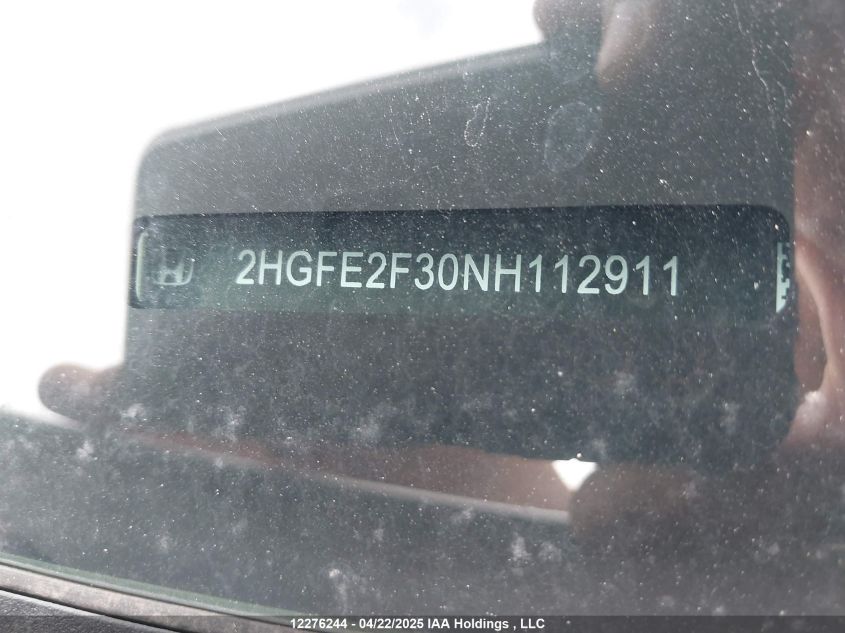 2HGFE2F30NH112911
12276244 - 04/22/2025 IAA Holdings , LLC